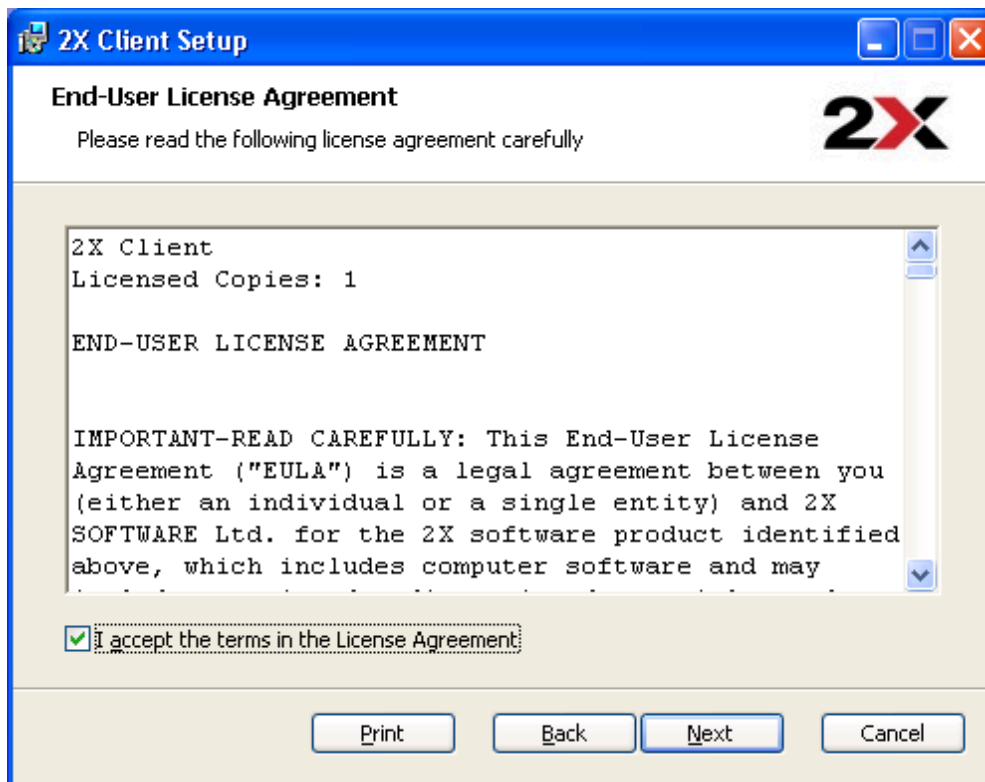 2X Client Setup
End-User License Agreement
Please read the following license agreement carefully
2X
2X Client
Licensed Copies: 1
END-USER LICENSE AGREEMENT
IMPORTANT-READ CAREFULLY: This End-User License
Agreement ("EULA") is a legal agreement between you
(either an individual or a single entity) and 2X
SOFTWARE Ltd. for the 2X software product identified
above, which includes computer software and may
I accept the terms in the License Agreement
Print
Back
Next
Cancel